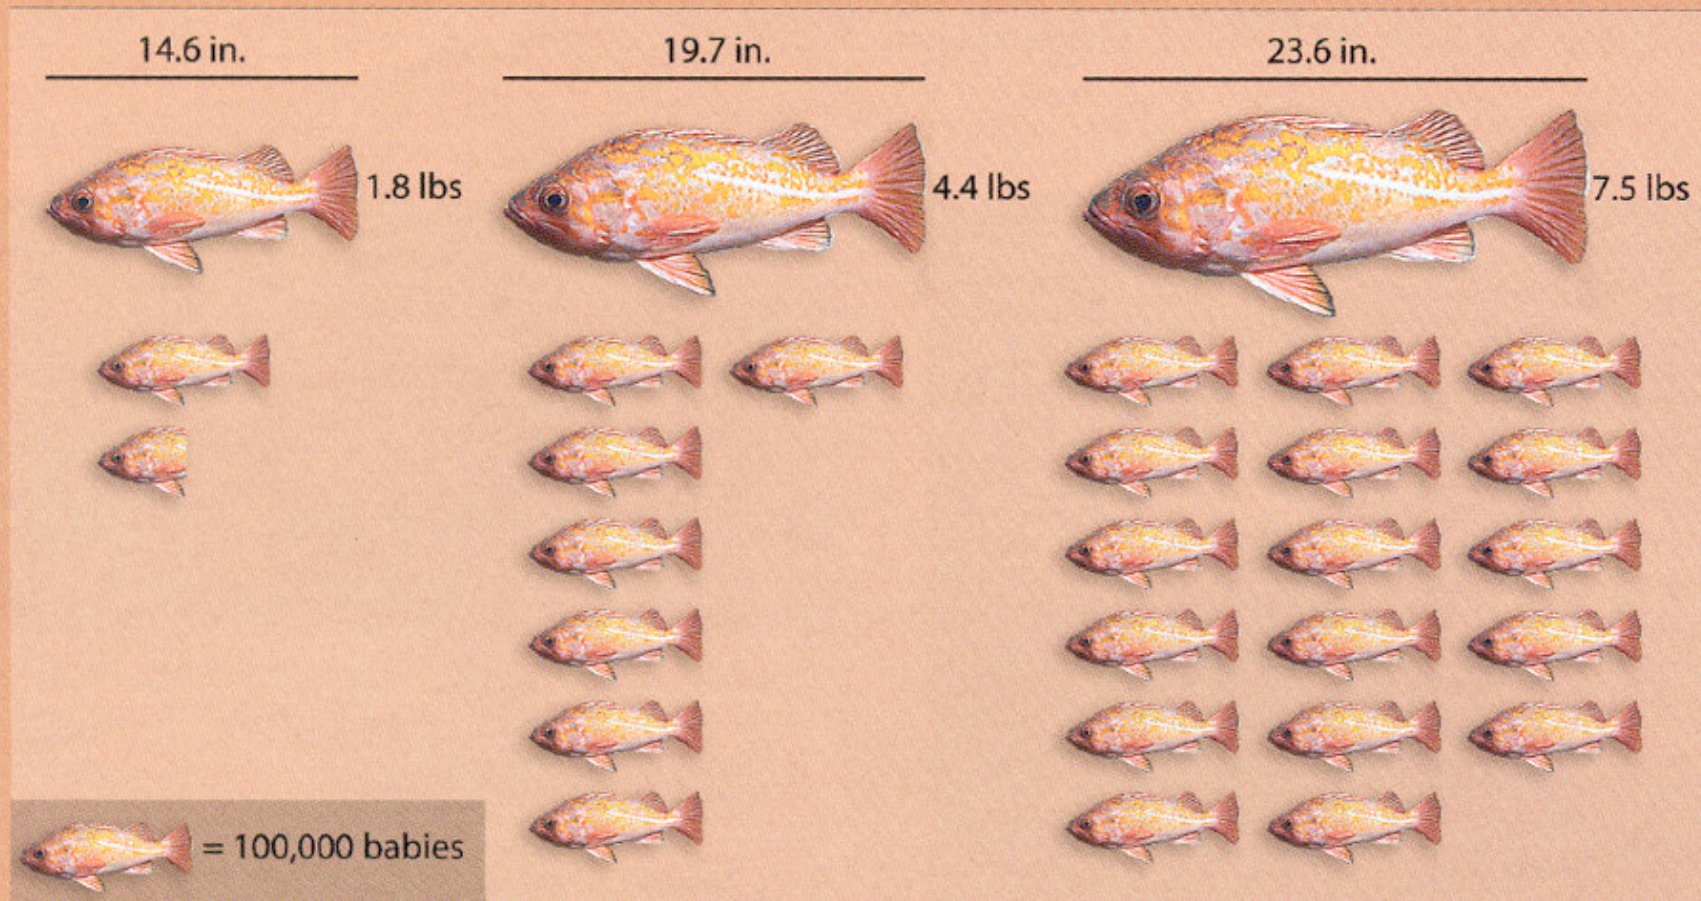 14.6 in.
19.7 in.
23.6 in.
1.8 lbs
4.4 lbs
7.5 lbs
= 100,000 babies